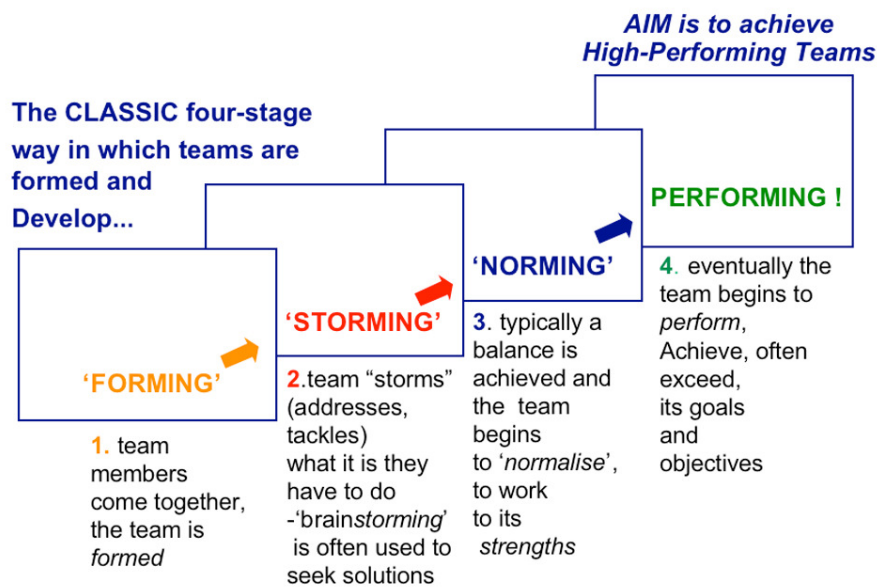 AIM is to achieve
High-Performing Teams
The CLASSIC four-stage
way in which teams are
formed and
Develop...
‘FORMING’
1. team
members
come together,
the team is
formed
‘STORMING’
2.team “storms”
(addresses,
tackles)
what it is they
have to do
-‘brainstorming’
is often used to
seek solutions
‘NORMING’
3. typically a
balance is
achieved and
the team
begins
to ‘normalise’,
to work
to its
strengths
PERFORMING !
4. eventually the
team begins to
perform,
Achieve, often
exceed,
its goals
and
objectives